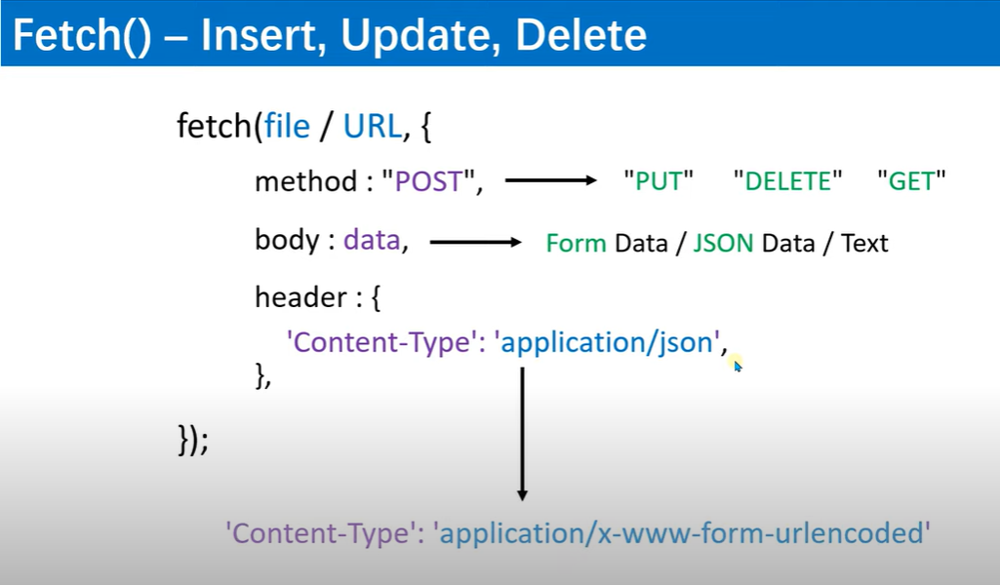 Fetch() – Insert, Update, Delete
fetch(file / URL, {
method : "POST", "PUT" "DELETE" "GET"
body : data, Form Data / JSON Data / Text
header : {
'Content-Type': 'application/json',
},
});
'Content-Type': 'application/x-www-form-urlencoded'